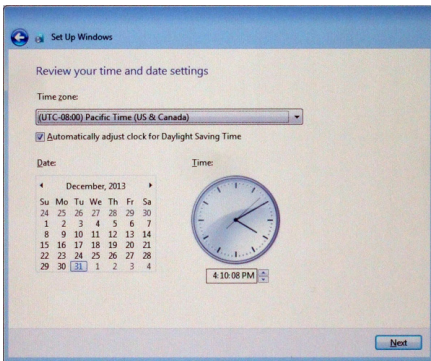 Set Up Windows
Review your time and date settings
Time zone:
(UTC-08:00) Pacific Time (US & Canada)
Automatically adjust clock for Daylight Saving Time
Date:
Time:
December, 2013
Su Mo Tu We Th Fr Sa
24 25 26 27 28 29 30
1 2 3 4 5 6 7
8 9 10 11 12 13 14
15 16 17 18 19 20 21
22 23 24 25 26 27 28
29 30 31 1 2 3 4
4:10:08 PM
Next